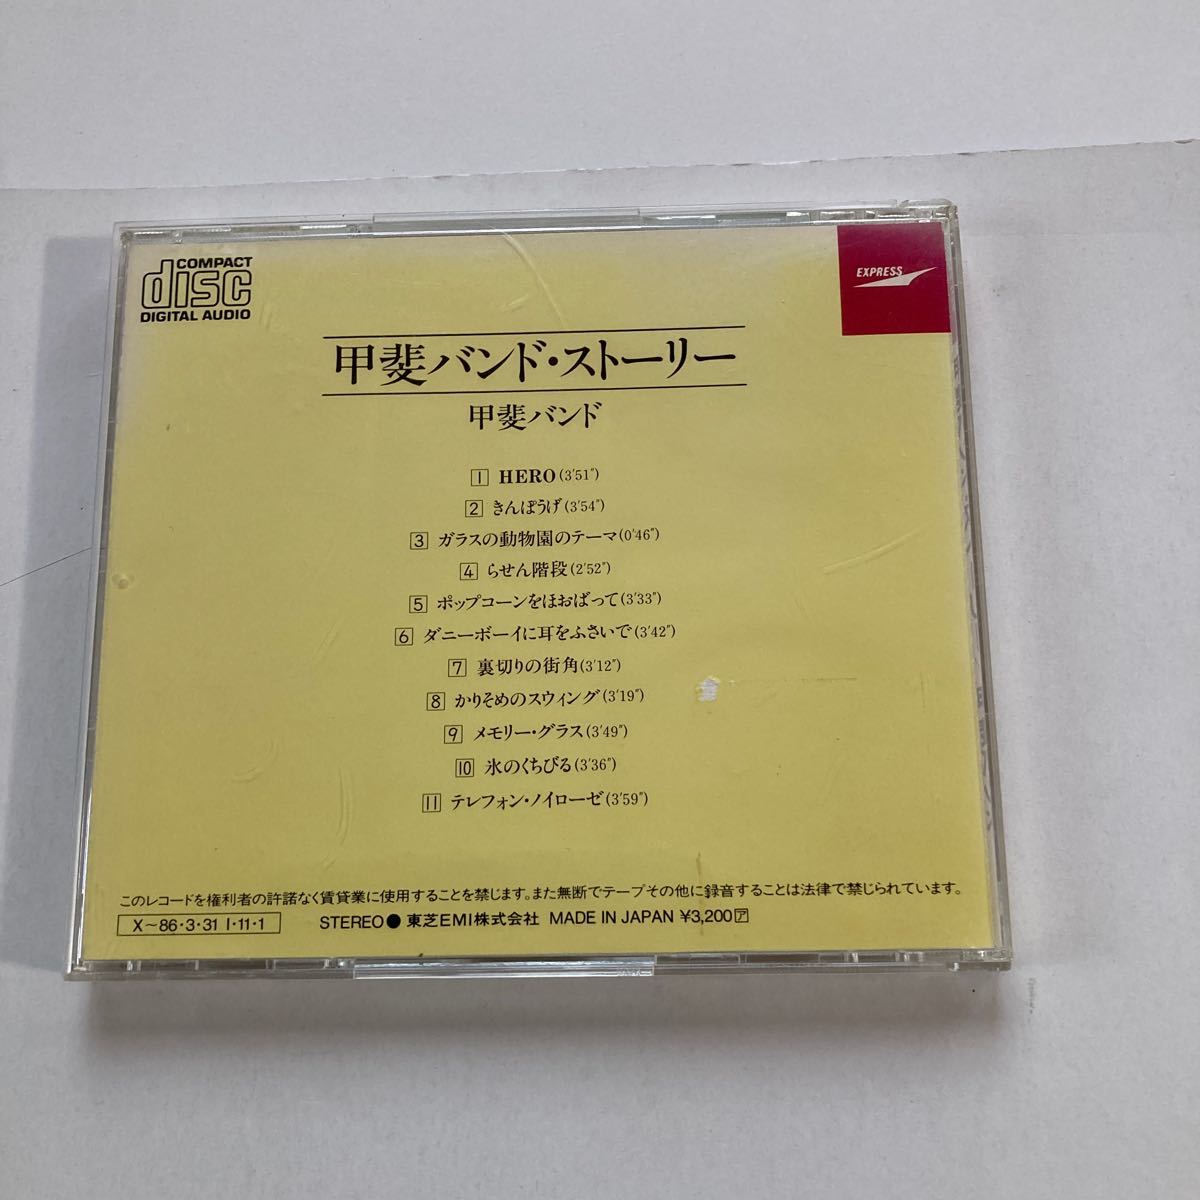 COMPACT
disc
DIGITAL AUDIO
EXPRESS
甲斐バンド・ストーリー
甲斐バンド
1 HERO(3'51")
2 きんぽうげ(3'54")
3 ガラスの動物園のテーマ(0'46")
4 らせん階段(2'52")
5 ポップコーンをほおばって(3'33")
6 ダニーボーイに耳をふさいで(3'42")
7 裏切りの街角(3'12")
8 かりそめのスウィング(3'19")
9 メモリー・グラス(3'49")
10 氷のくちびる(3'36")
11 テレフォン・ノイローゼ(3'59")
このレコードを権利者の許諾なく賃貸業に使用することを禁じます。また無断でテープその他に録音することは法律で禁じられています。
X〜86・3・31 I・11・1 STEREO● 東芝EMI株式会社 MADE IN JAPAN ¥3,200ア